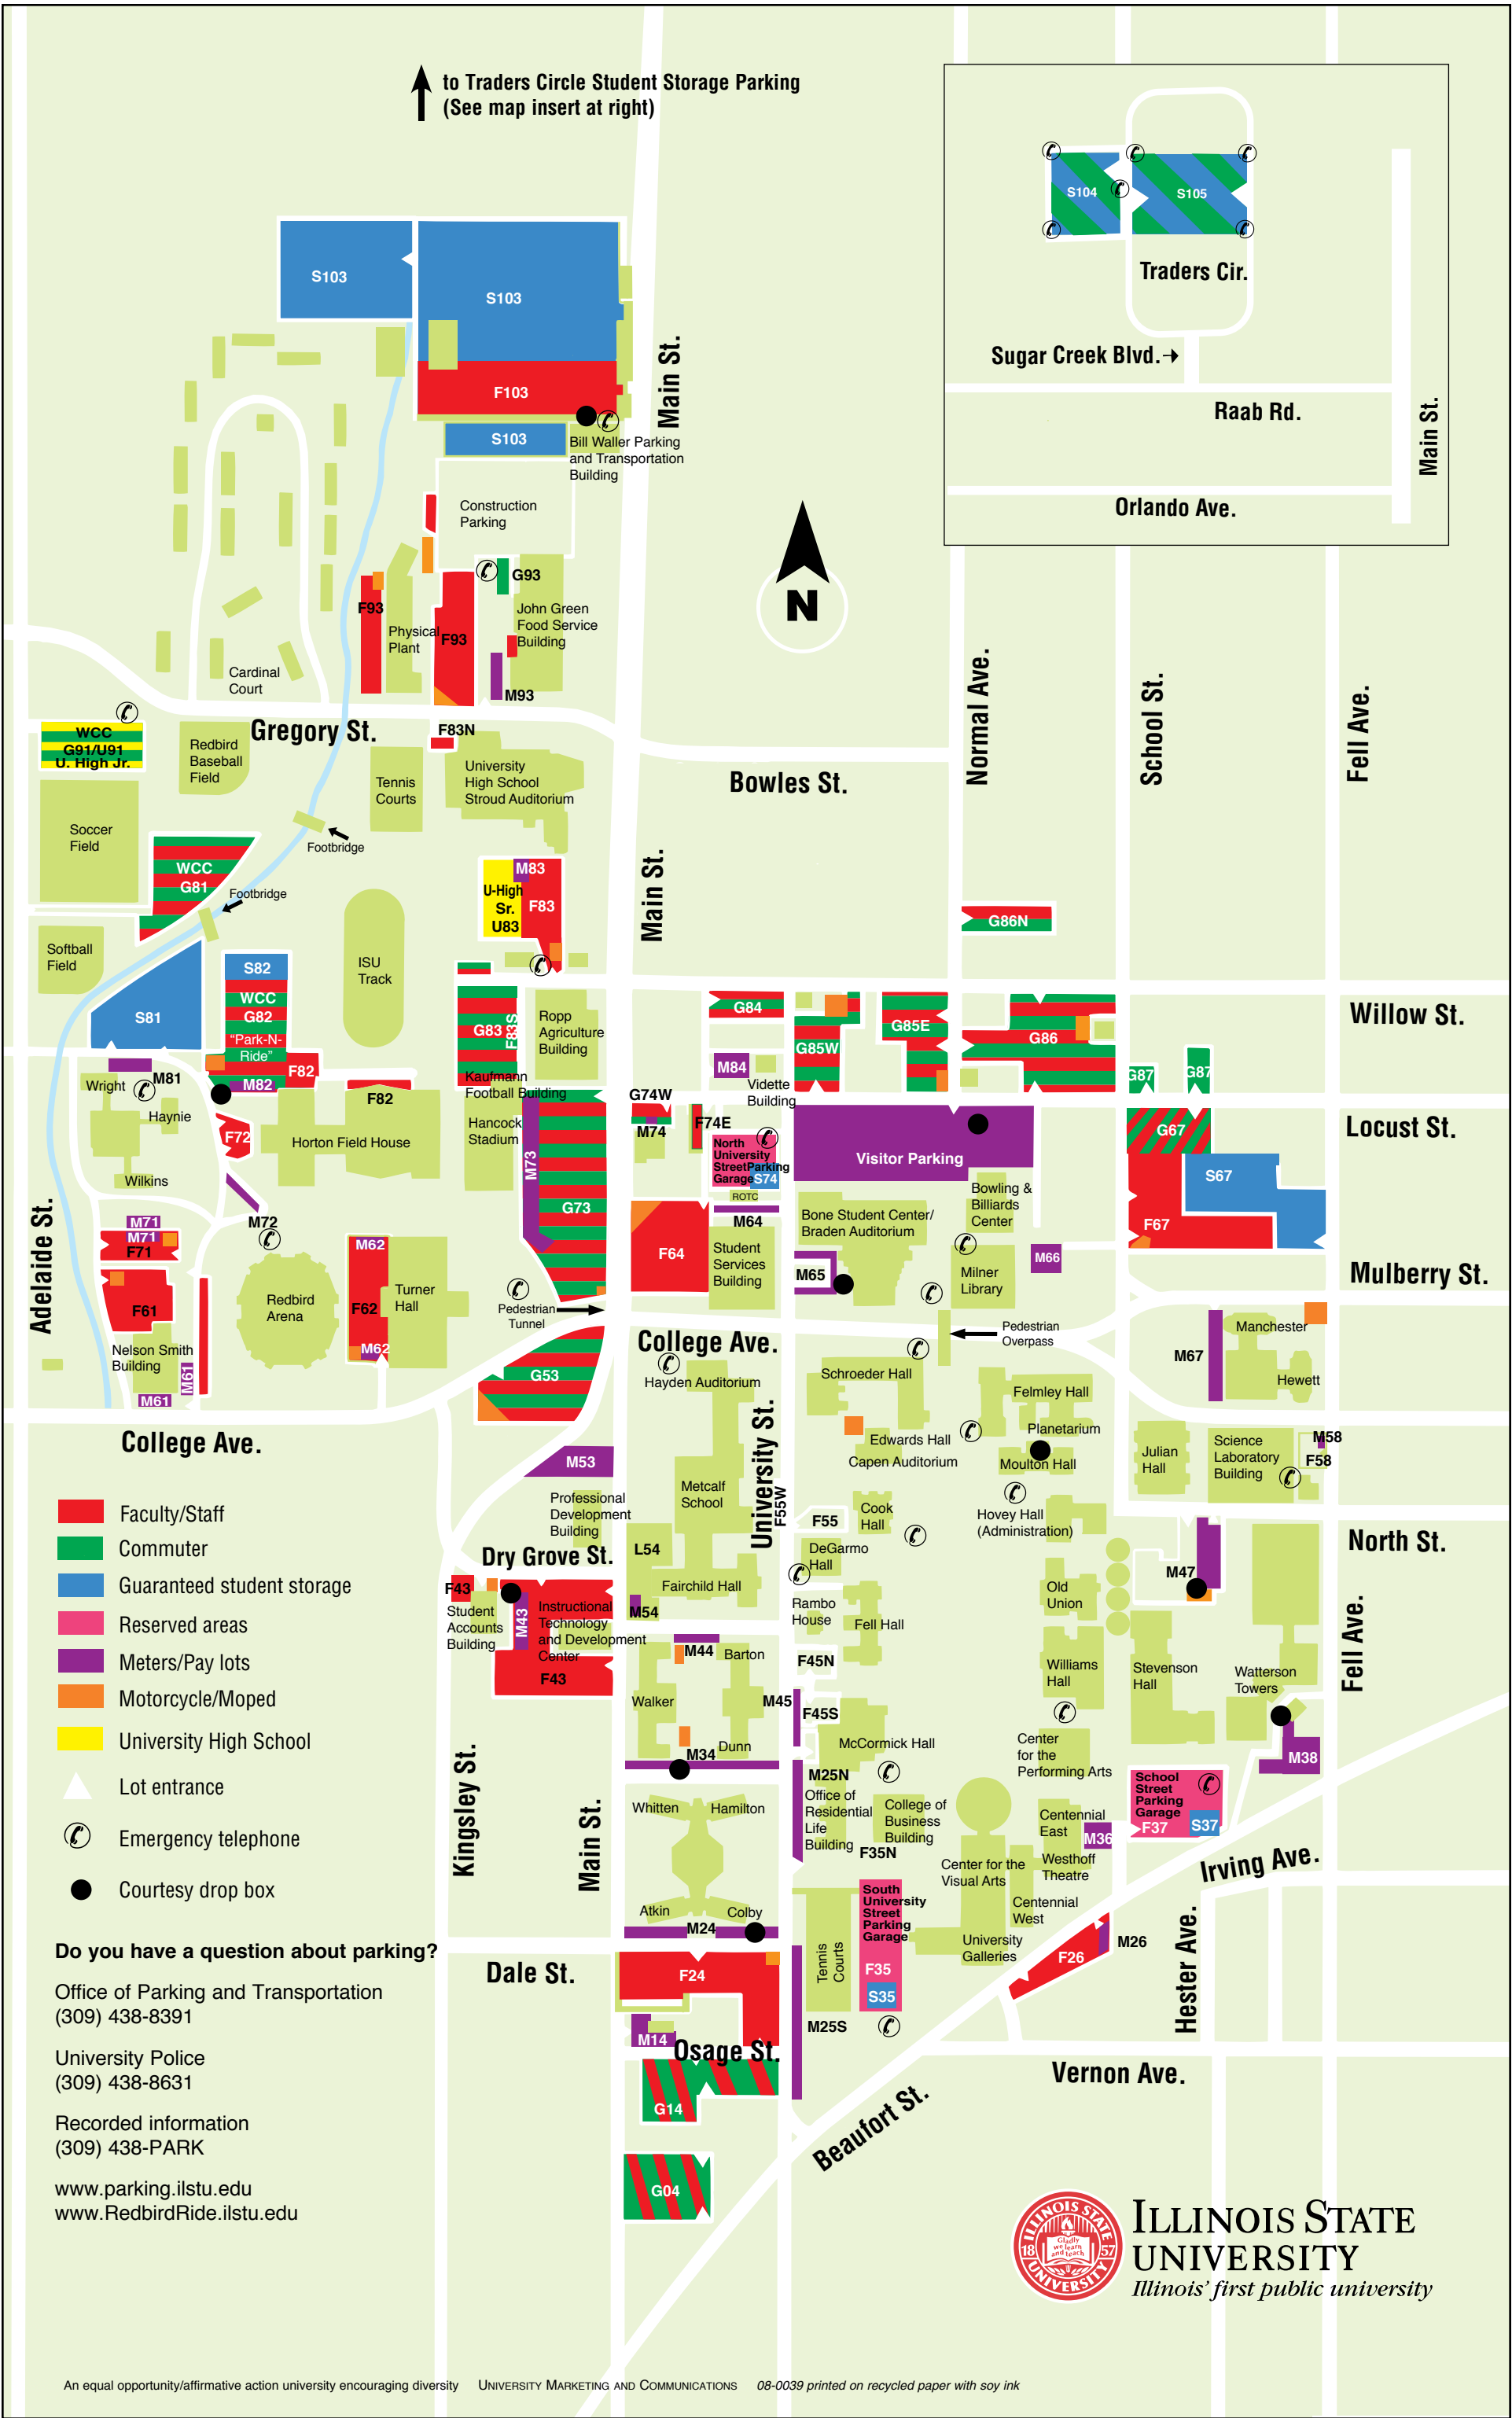 to Traders Circle Student Storage Parking
(See map insert at right)
S104
S105
Traders Cir.
Sugar Creek Blvd.
Raab Rd.
Main St.
Orlando Ave.
S103
S103
F103
S103
Main St.
Bill Waller Parking
and Transportation
Building
Construction
Parking
N
G93
F93
Physical
Plant
F93
John Green
Food Service
Building
M93
Cardinal
Court
Gregory St.
F83N
WCC
G91/U91
U. High Jr.
Redbird
Baseball
Field
Tennis
Courts
University
High School
Stroud Auditorium
Bowles St.
Normal Ave.
School St.
Fell Ave.
Soccer
Field
Footbridge
WCC
G81
Footbridge
M83
U-High
Sr.
U83
F83
Main St.
G86N
Softball
Field
S82
WCC
G82
"Park-N-
Ride"
F82
M82
S81
ISU
Track
G83
F83S
Ropp
Agriculture
Building
G84
G85W
G85E
G86
Willow St.
M81
Wright
Haynie
Wilkins
F82
F72
Horton Field House
Kaufmann
Football Building
Hancock
Stadium
M73
G73
M84
Vidette
Building
G74W
M74
F74E
North
University
StreetParking
Garage
S74
ROTC
M64
Visitor Parking
G87
G87
Locust St.
G67
S67
F67
Bowling &
Billiards
Center
Bone Student Center/
Braden Auditorium
M65
Milner
Library
M66
Mulberry St.
Adelaide St.
M71
M71
F71
F61
M72
M62
F62
M62
Turner
Hall
Redbird
Arena
Nelson Smith
Building
M61
M61
F64
Student
Services
Building
Pedestrian
Tunnel
College Ave.
Pedestrian
Overpass
Manchester
M67
Hewett
G53
Hayden Auditorium
Schroeder Hall
Felmley Hall
Planetarium
Edwards Hall
Capen Auditorium
Moulton Hall
Julian
Hall
Science
Laboratory
Building
M58
F58
College Ave.
M53
Professional
Development
Building
Metcalf
School
University St.
F55W
F55
Cook
Hall
Hovey Hall
(Administration)
North St.
Dry Grove St.
L54
Fairchild Hall
M54
DeGarmo
Hall
Rambo
House
Fell Hall
Old
Union
M47
F43
Student
Accounts
Building
M43
Instructional
Technology
and Development
Center
F43
M44
Barton
Walker
Dunn
M34
M45
F45N
F45S
McCormick Hall
Williams
Hall
Stevenson
Hall
Watterson
Towers
Fell Ave.
M38
Center
for the
Performing Arts
School
Street
Parking
Garage
F37
S37
Kingsley St.
Main St.
Whitten
Hamilton
Atkin
Colby
M24
M25N
Office of
Residential
Life
Building
College of
Business
Building
F35N
Center for the
Visual Arts
Centennial
East
M36
Westhoff
Theatre
Centennial
West
University
Galleries
Irving Ave.
Hester Ave.
South
University
Street
Parking
Garage
F35
S35
Tennis
Courts
M25S
F26
M26
Dale St.
F24
M14
Osage St.
G14
G04
Beaufort St.
Vernon Ave.
Faculty/Staff
Commuter
Guaranteed student storage
Reserved areas
Meters/Pay lots
Motorcycle/Moped
University High School
Lot entrance
Emergency telephone
Courtesy drop box
Do you have a question about parking?
Office of Parking and Transportation
(309) 438-8391
University Police
(309) 438-8631
Recorded information
(309) 438-PARK
www.parking.ilstu.edu
www.RedbirdRide.ilstu.edu
ILLINOIS STATE
UNIVERSITY
18 57
Gladly
we learn
and teach
ILLINOIS STATE
UNIVERSITY
Illinois' first public university
An equal opportunity/affirmative action university encouraging diversity UNIVERSITY MARKETING AND COMMUNICATIONS 08-0039 printed on recycled paper with soy ink